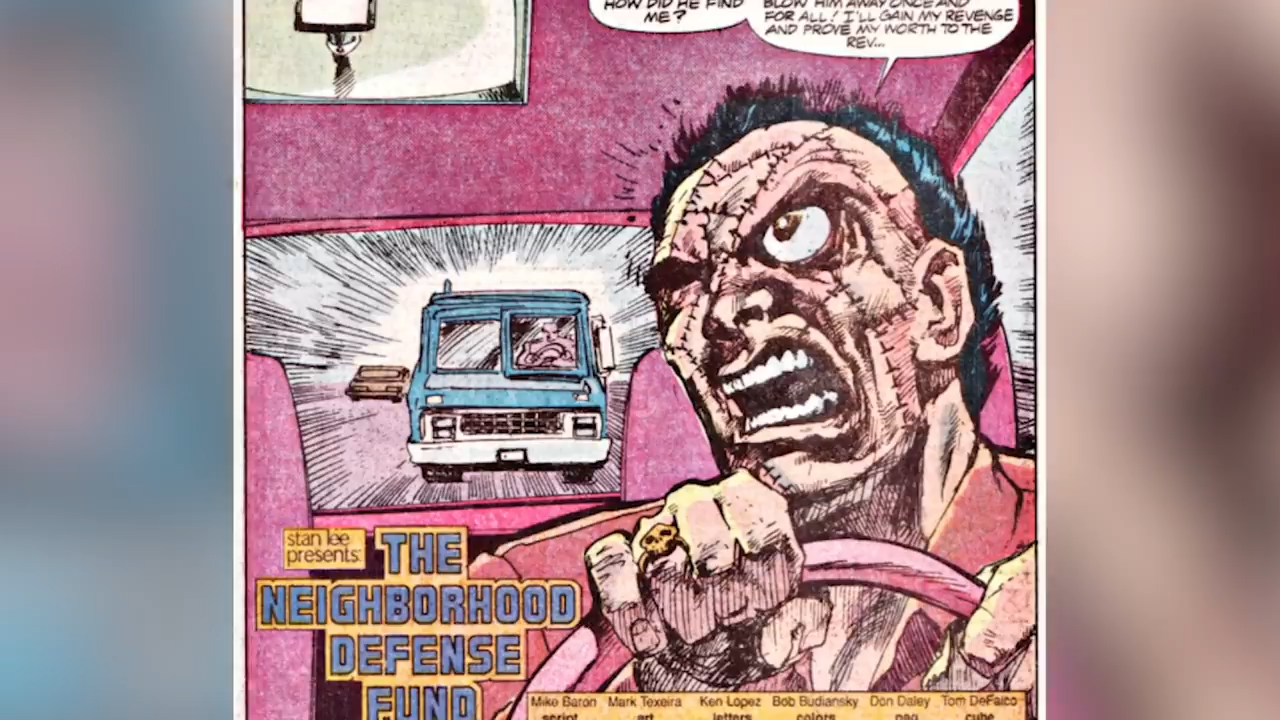 HOW DID HE FIND
ME?
BLOW HIM AWAY ONCE AND
FOR ALL! I'LL GAIN MY REVENGE
AND PROVE MY WORTH TO THE
REV...
stan lee
presents:
THE
NEIGHBORHOOD
DEFENSE
FUND
Mike Baron Mark Texeira Ken Lopez Bob Budiansky Don Daley Tom DeFalco
script art letters colors pag cube